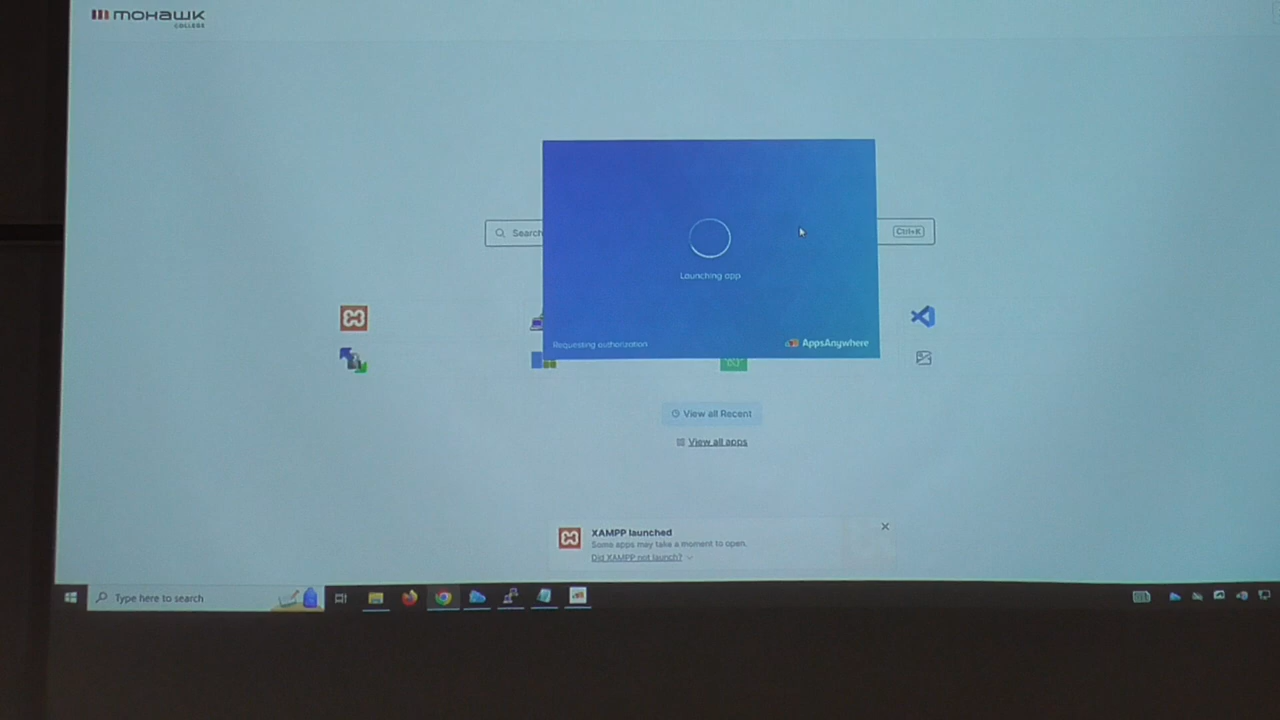 mohawk
COLLEGE
Search
Ctrl+K
Launching app
Requesting authorization
AppsAnywhere
View all Recent
View all apps
XAMPP launched
Some apps may take a moment to open.
Did XAMPP not launch?
Type here to search